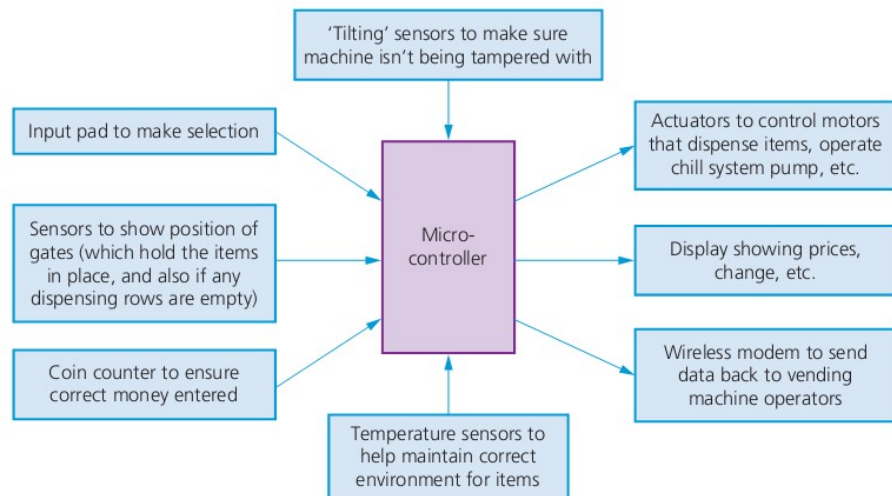 ‘Tilting’ sensors to make sure
machine isn’t being tampered with
Input pad to make selection
Sensors to show position of
gates (which hold the items
in place, and also if any
dispensing rows are empty)
Coin counter to ensure
correct money entered
Micro-
controller
Temperature sensors to
help maintain correct
environment for items
Actuators to control motors
that dispense items, operate
chill system pump, etc.
Display showing prices,
change, etc.
Wireless modem to send
data back to vending
machine operators